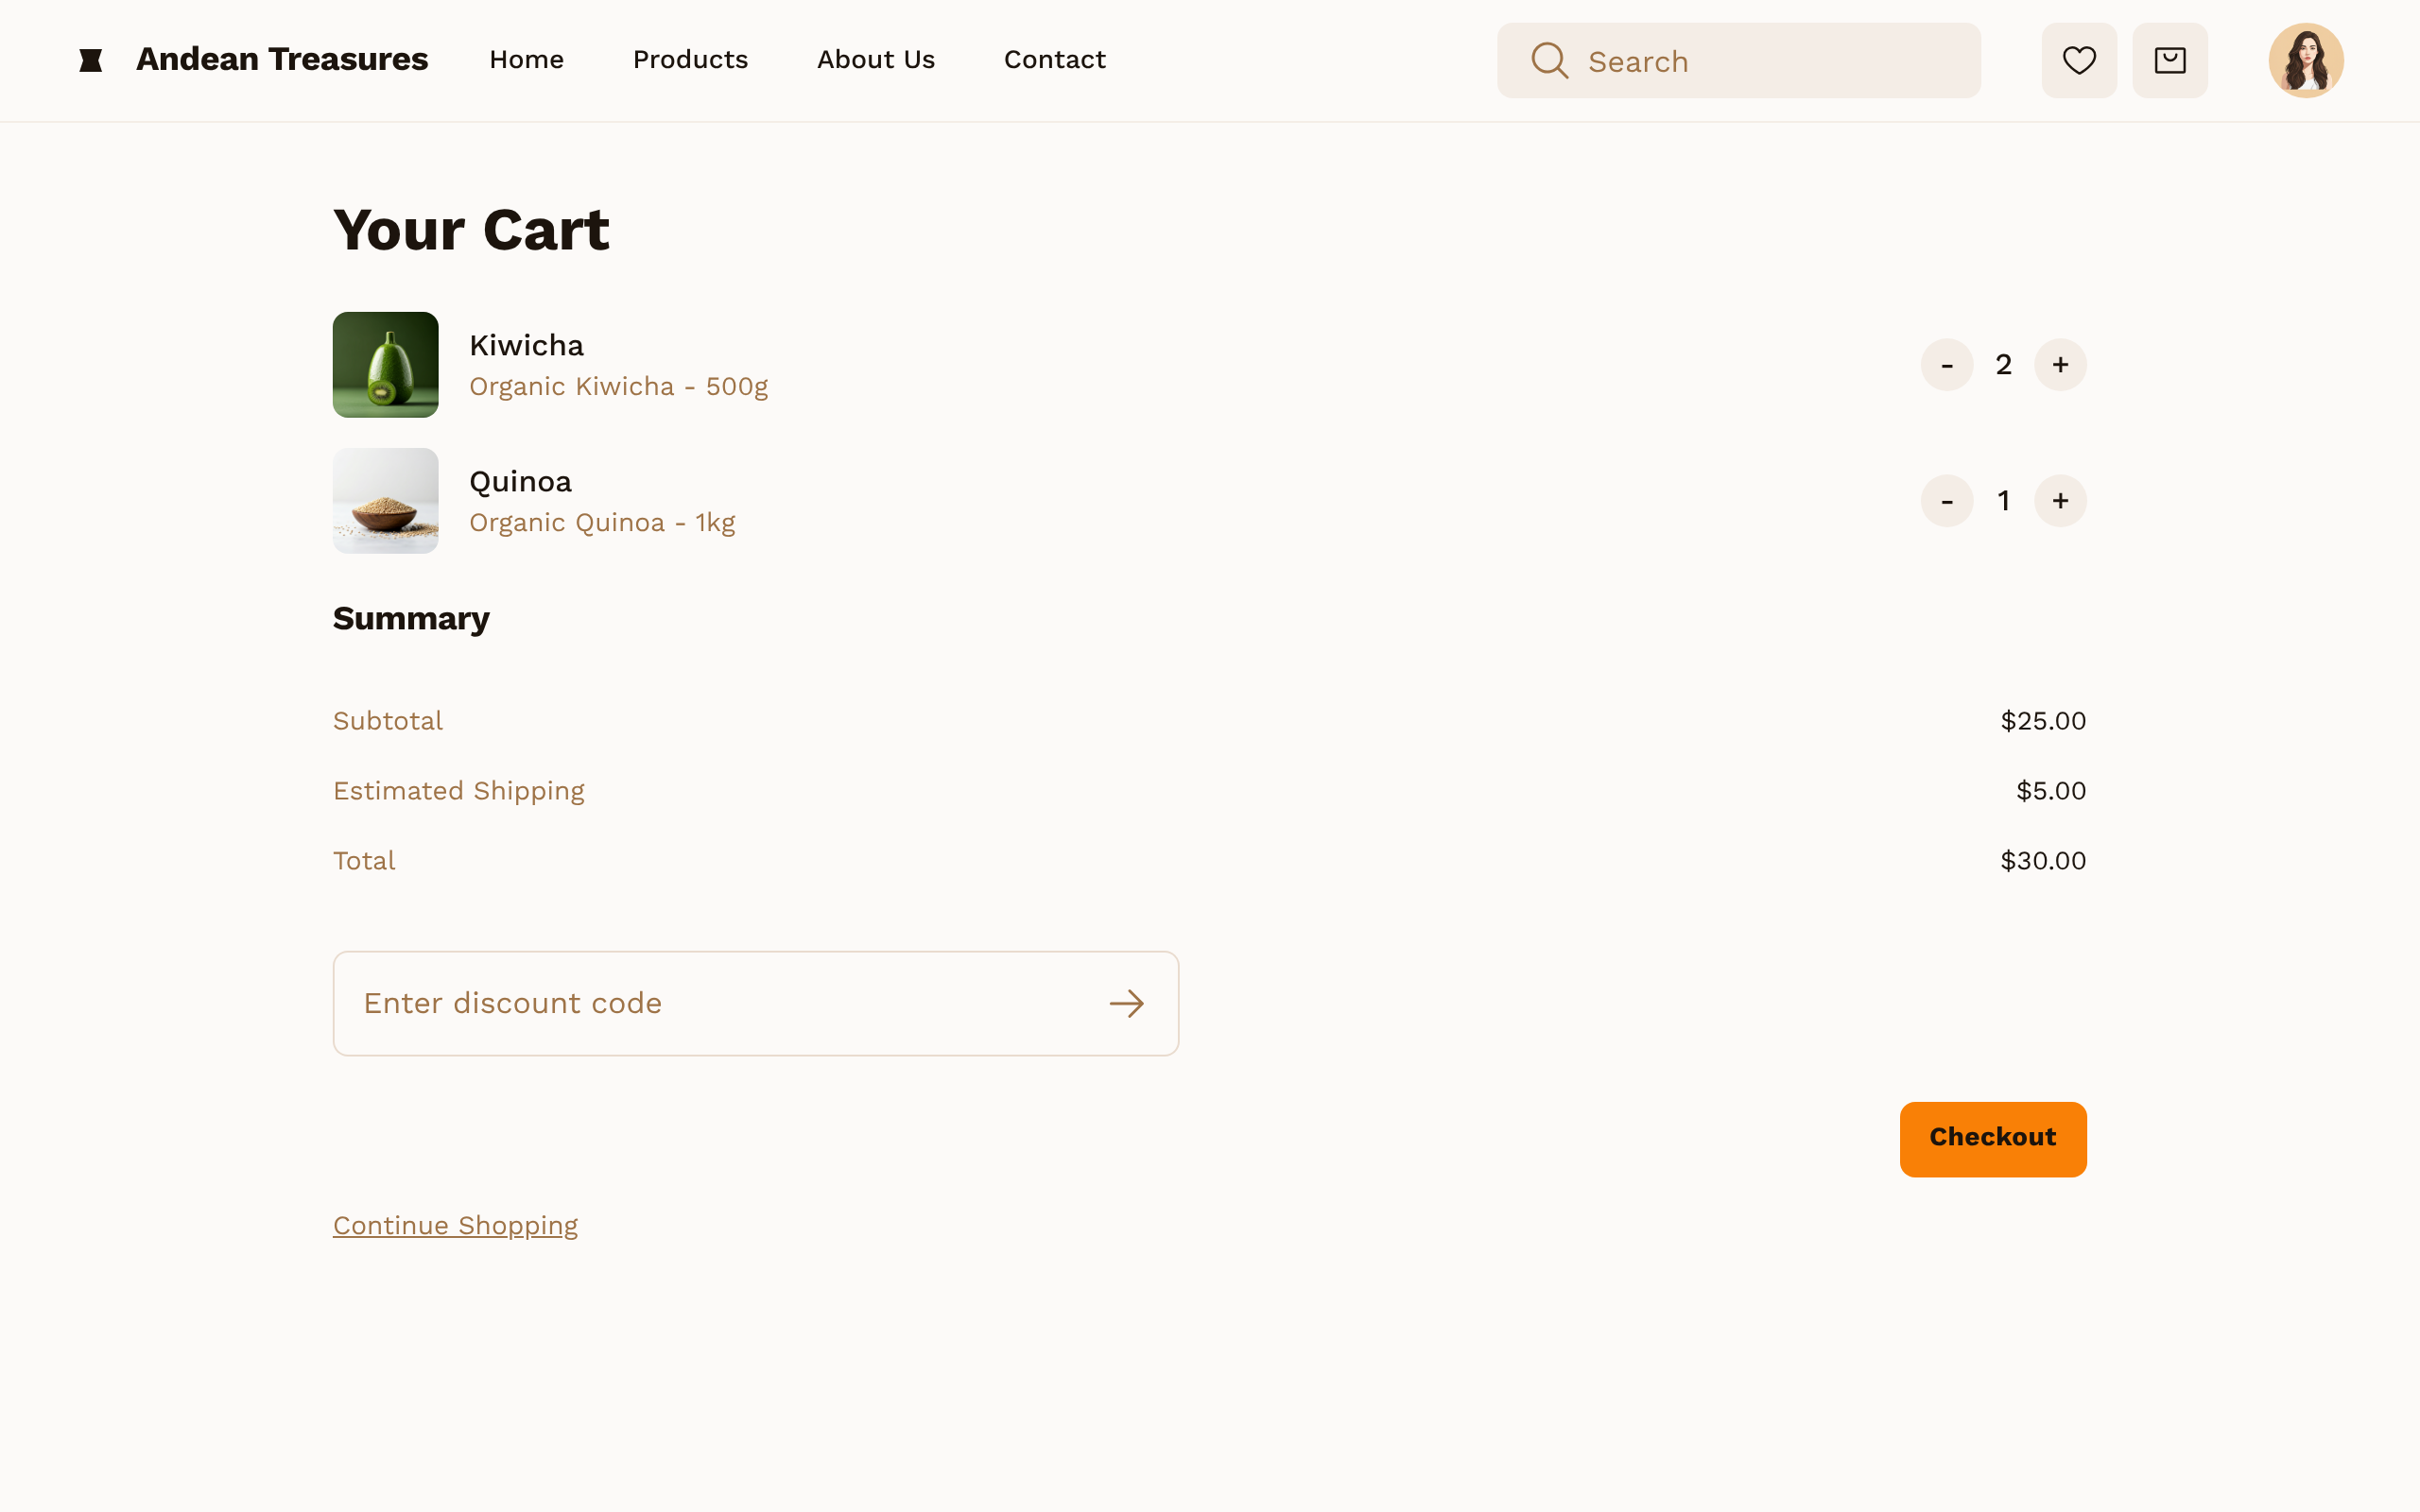 Andean Treasures Home Products About Us Contact Search
Your Cart
Kiwicha
Organic Kiwicha - 500g
- 2 +
Quinoa
Organic Quinoa - 1kg
- 1 +
Summary
Subtotal $25.00
Estimated Shipping $5.00
Total $30.00
Enter discount code
Checkout
Continue Shopping